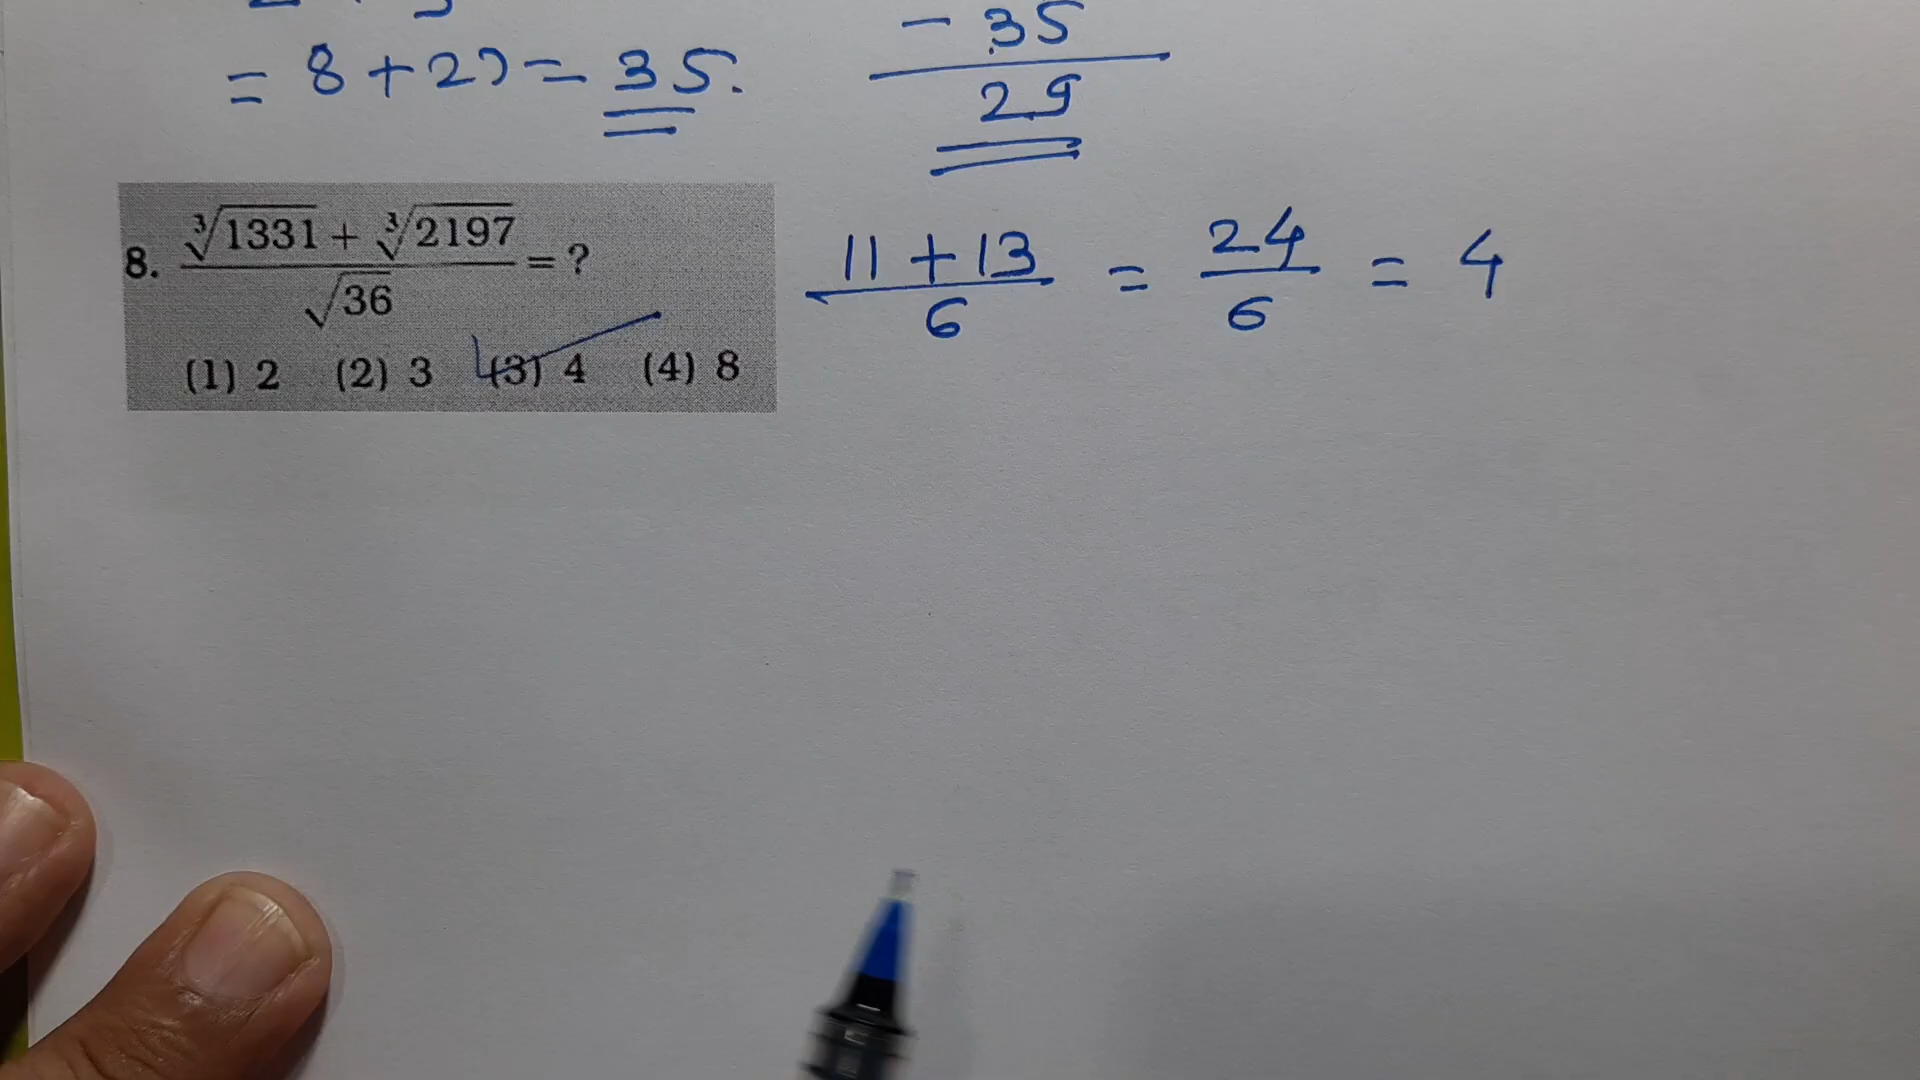 = 8 + 27 = 35.
- 35
29
8. (∛1331 + ∛2197) / √36 = ?
(1) 2 (2) 3 (3) 4 (4) 8
(11 + 13) / 6 = 24 / 6 = 4